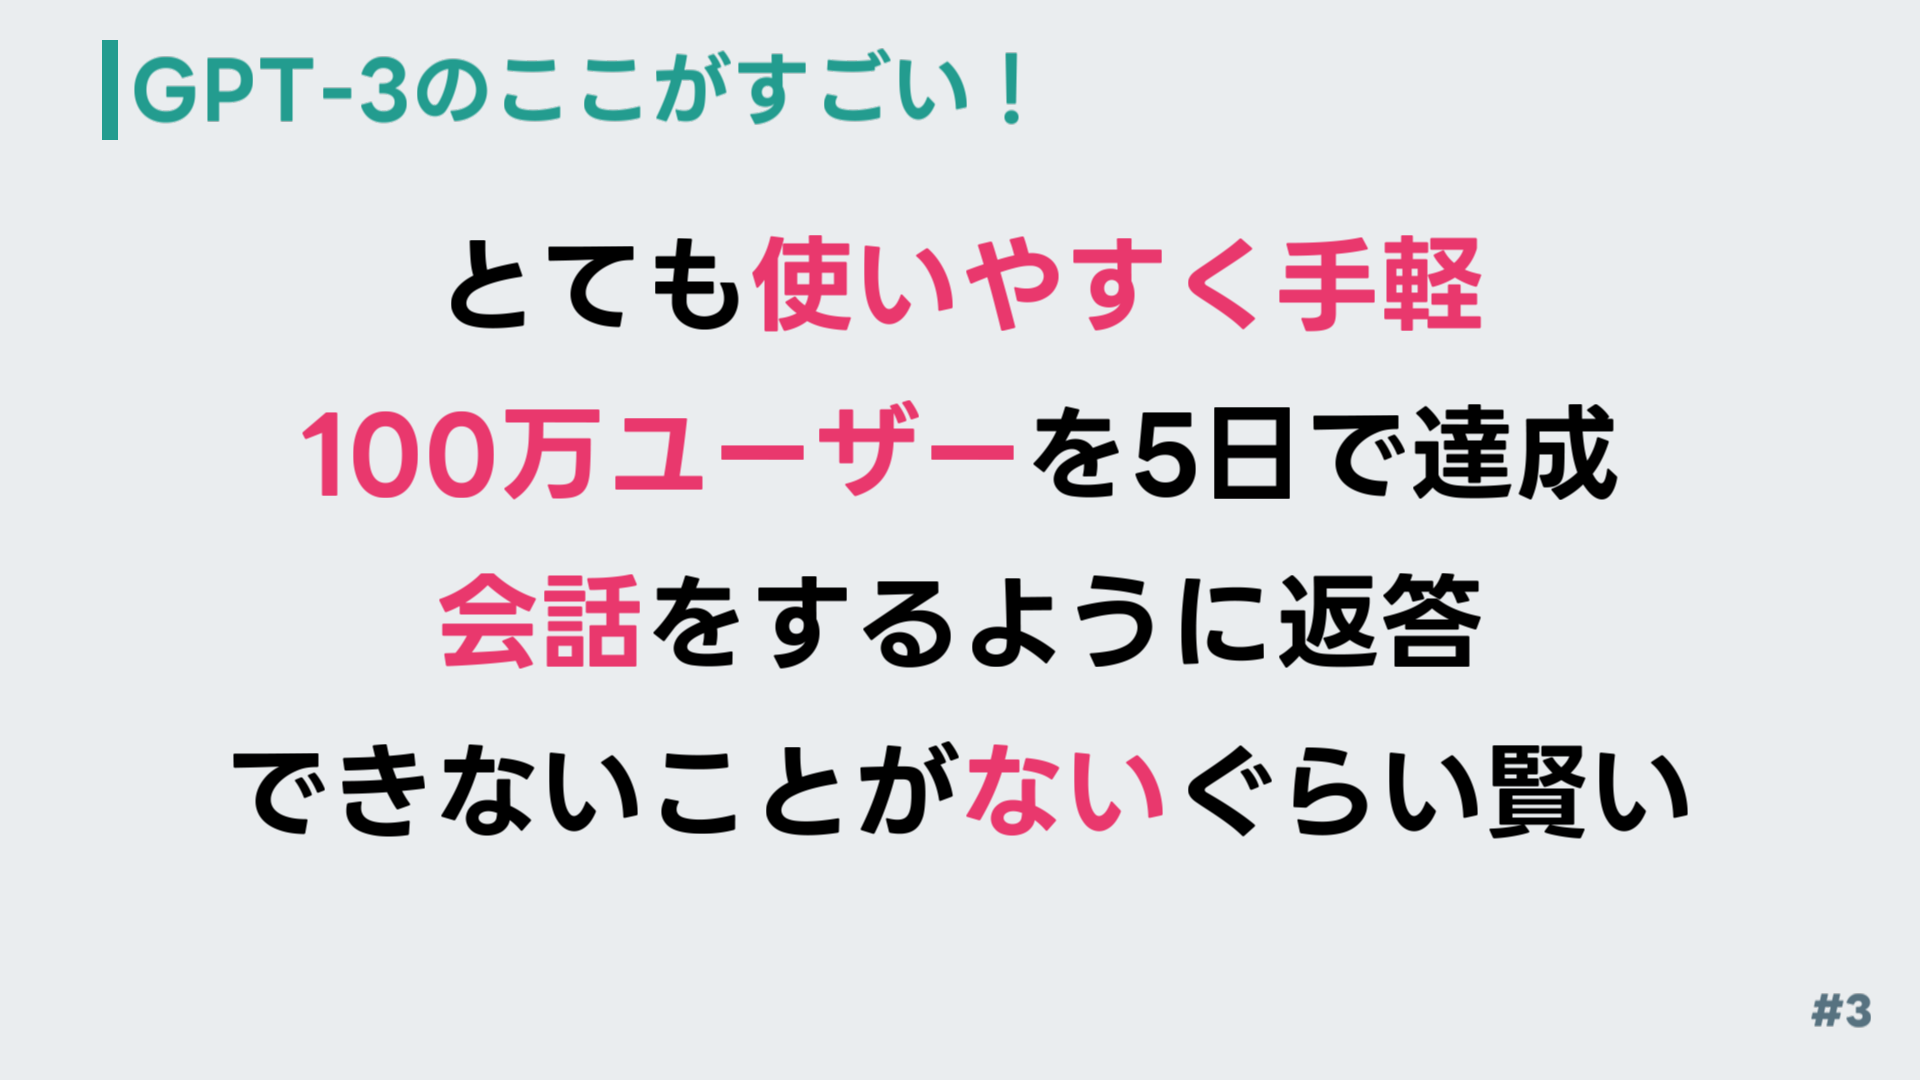 GPT-3のここがすごい！
とても使いやすく手軽
100万ユーザーを5日で達成
会話をするように返答
できないことがないぐらい賢い
#3